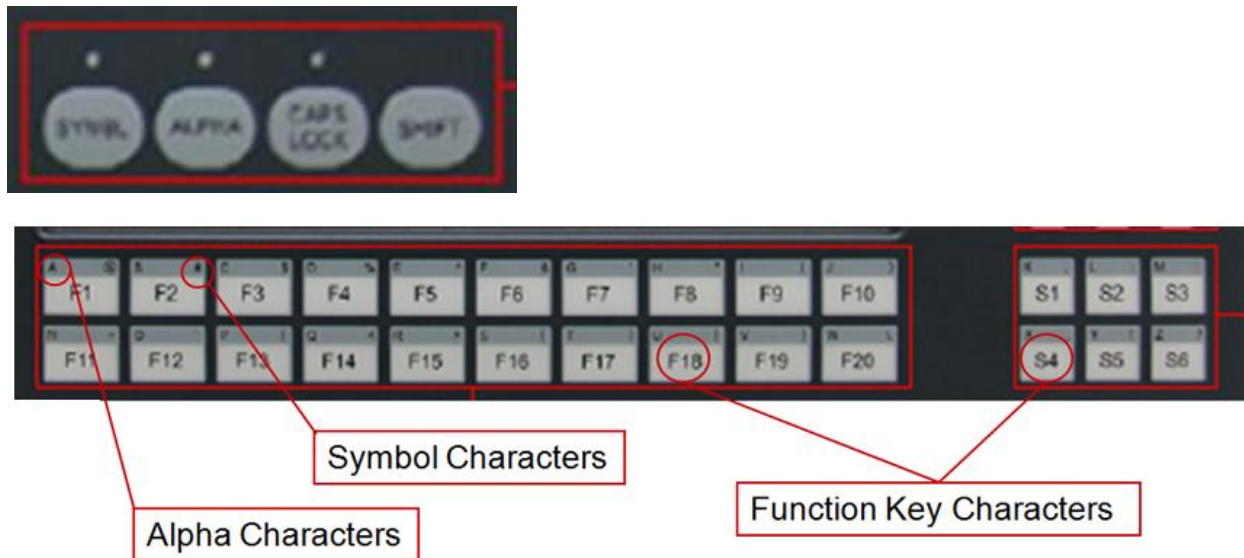 SYMBL ALPHA CAPS LOCK SHIFT
A B C $ D % E ^ F & G H * I ( J ) K L M
F1 F2 F3 F4 F5 F6 F7 F8 F9 F10 S1 S2 S3
N O P Q R S T U V W X Y Z ?
F11 F12 F13 F14 F15 F16 F17 F18 F19 F20 S4 S5 S6
Symbol Characters
Function Key Characters
Alpha Characters